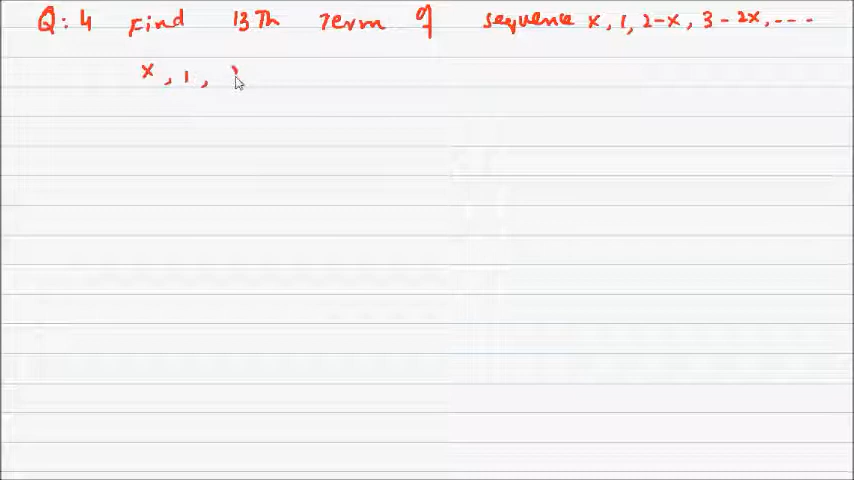 Q: 4 Find 13Th Term of sequence x, 1, 2-x, 3-2x, ----
x, 1,